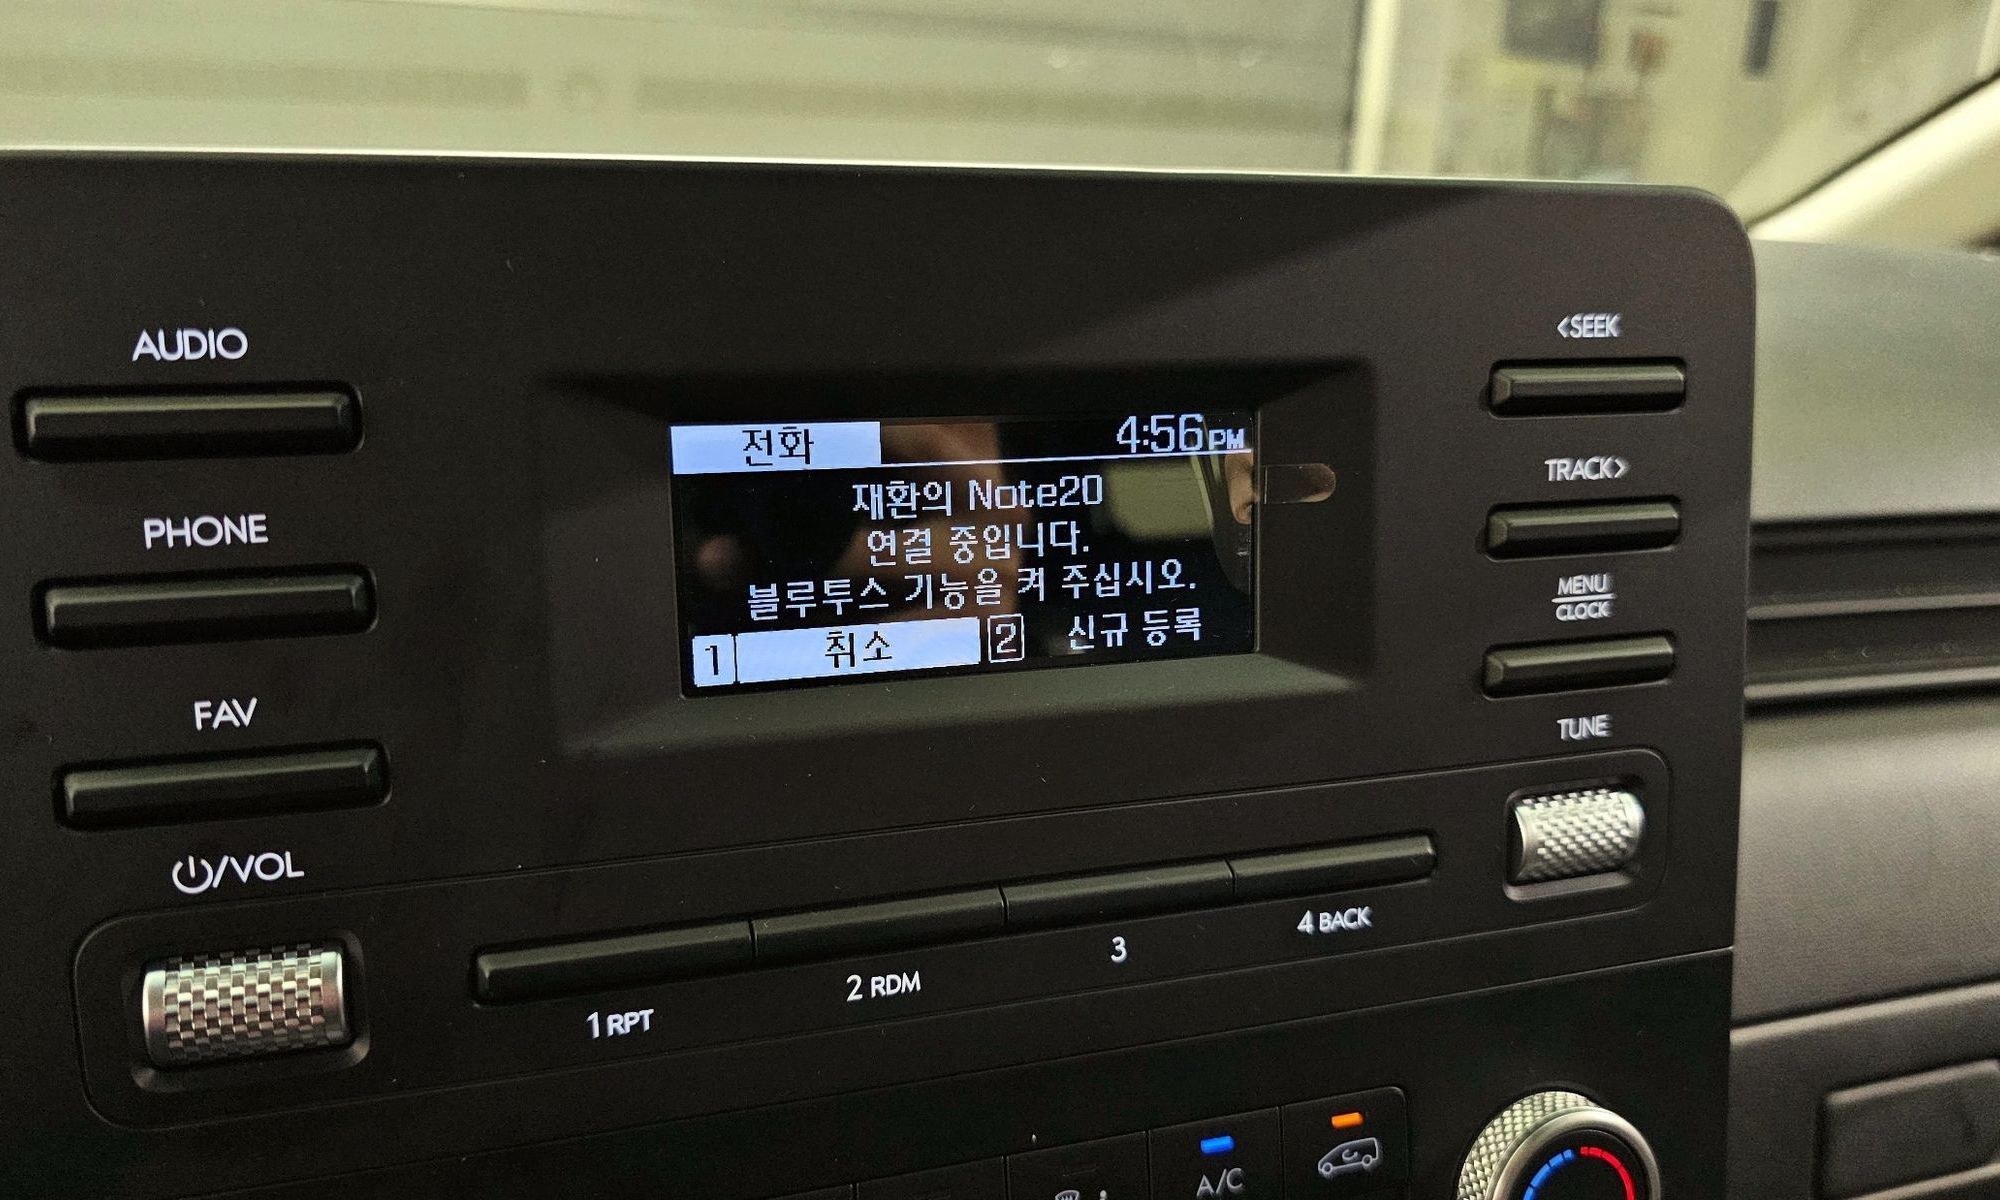 AUDIO
PHONE
FAV
/VOL
전화
4:56 PM
재환의 Note20
연결 중입니다.
블루투스 기능을 켜 주십시오.
1 취소
2 신규 등록
<SEEK
TRACK>
MENU
CLOCK
TUNE
1 RPT
2 RDM
3
4 BACK
A/C